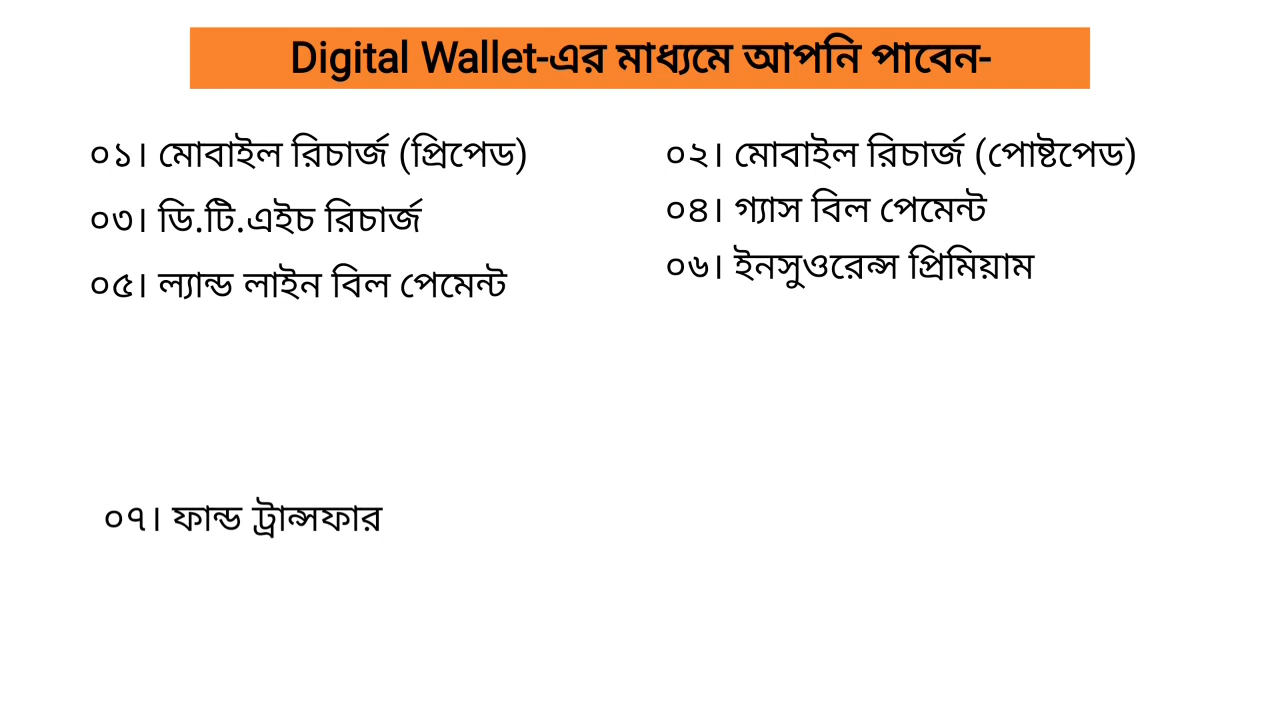 Digital Wallet-এর মাধ্যমে আপনি পাবেন-
০১। মোবাইল রিচার্জ (প্রিপেড)
০২। মোবাইল রিচার্জ (পোষ্টপেড)
০৩। ডি.টি.এইচ রিচার্জ
০৪। গ্যাস বিল পেমেন্ট
০৫। ল্যান্ড লাইন বিল পেমেন্ট
০৬। ইনসুওরেন্স প্রিমিয়াম
০৭। ফান্ড ট্রান্সফার